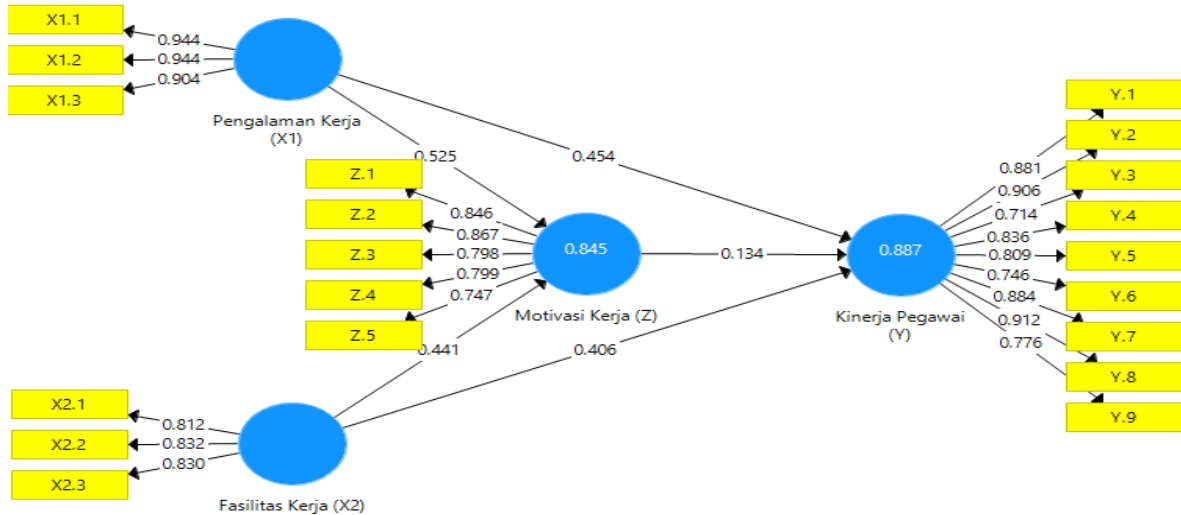 X1.1
X1.2
X1.3
0.944
0.944
0.904
Pengalaman Kerja
(X1)
0.525
0.454
Z.1
Z.2
Z.3
Z.4
Z.5
0.846
0.867
0.798
0.799
0.747
0.845
Motivasi Kerja (Z)
0.134
0.441
0.406
0.887
Kinerja Pegawai
(Y)
0.881
0.906
0.714
0.836
0.809
0.746
0.884
0.912
0.776
Y.1
Y.2
Y.3
Y.4
Y.5
Y.6
Y.7
Y.8
Y.9
X2.1
X2.2
X2.3
0.812
0.832
0.830
Fasilitas Kerja (X2)